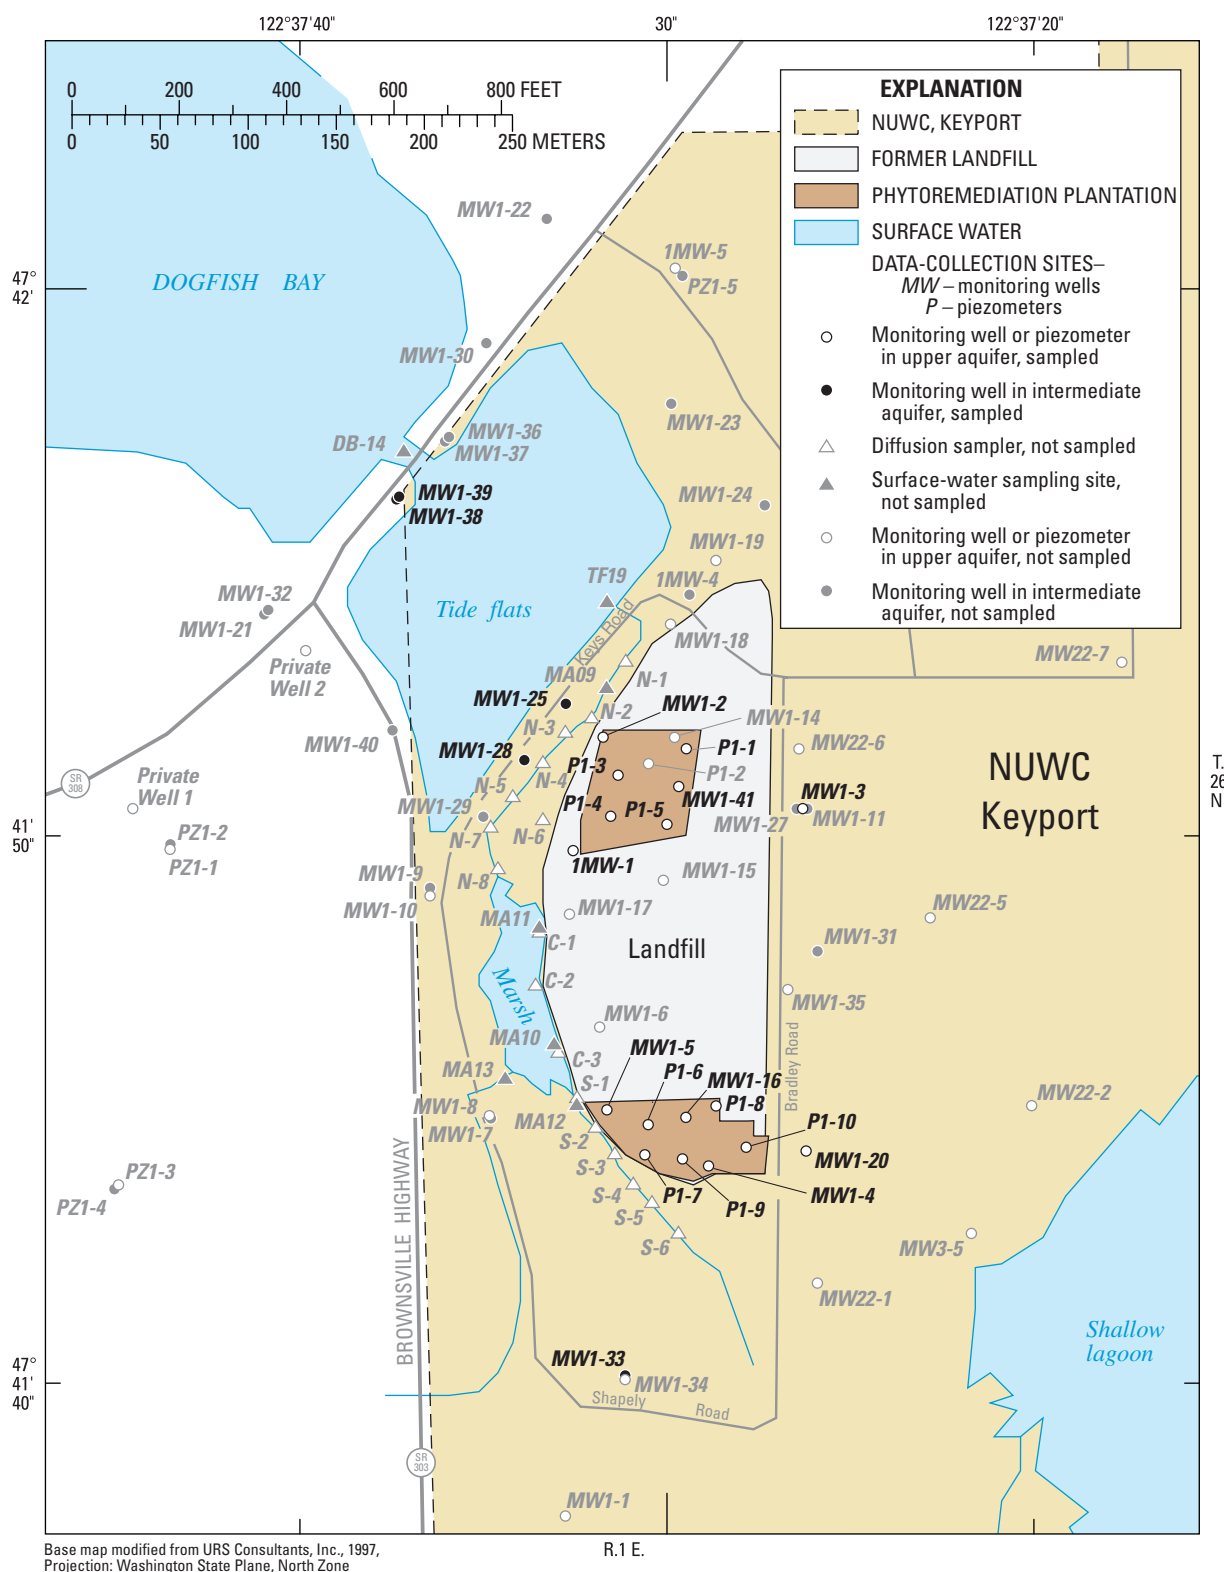 122°37'40"
30"
122°37'20"
0 200 400 600 800 FEET
0 50 100 150 200 250 METERS
EXPLANATION
NUWC, KEYPORT
FORMER LANDFILL
PHYTOREMEDIATION PLANTATION
SURFACE WATER
DATA-COLLECTION SITES–
MW – monitoring wells
P – piezometers
Monitoring well or piezometer
in upper aquifer, sampled
Monitoring well in intermediate
aquifer, sampled
Diffusion sampler, not sampled
Surface-water sampling site,
not sampled
Monitoring well or piezometer
in upper aquifer, not sampled
Monitoring well in intermediate
aquifer, not sampled
MW1-22
1MW-5
PZ1-5
47°
42'
DOGFISH BAY
MW1-30
MW1-23
MW1-36
MW1-37
DB-14
MW1-39
MW1-38
MW1-24
MW1-19
TF19
1MW-4
MW1-32
MW1-21
Tide flats
Keys Road
MW1-18
Private
Well 2
MW22-7
MA09
N-1
MW1-25
MW1-2
N-2
MW1-14
N-3
MW1-40
MW1-28
P1-1
MW22-6
NUWC
Keyport
P1-3
P1-2
N-4
SR
308
Private
Well 1
N-5
P1-4
P1-5
MW1-41
MW1-3
T.
26
N
MW1-29
MW1-27
MW1-11
N-6
N-7
41'
50"
PZ1-2
PZ1-1
1MW-1
N-8
MW1-9
MW1-10
MW1-15
MW1-17
MW22-5
MA11
C-1
Landfill
MW1-31
C-2
Marsh
MW1-35
MW1-6
MA10
C-3
MW1-5
P1-6
MW1-16
Bradley Road
MA13
S-1
P1-8
MW22-2
MW1-8
MW1-7
MA12
S-2
P1-10
MW1-20
S-3
PZ1-3
PZ1-4
S-4
P1-7
P1-9
MW1-4
S-5
S-6
MW3-5
BROWNSVILLE HIGHWAY
MW22-1
Shallow
lagoon
47°
41'
40"
MW1-33
MW1-34
Shapely Road
SR
303
MW1-1
Base map modified from URS Consultants, Inc., 1997,
Projection: Washington State Plane, North Zone
R.1 E.